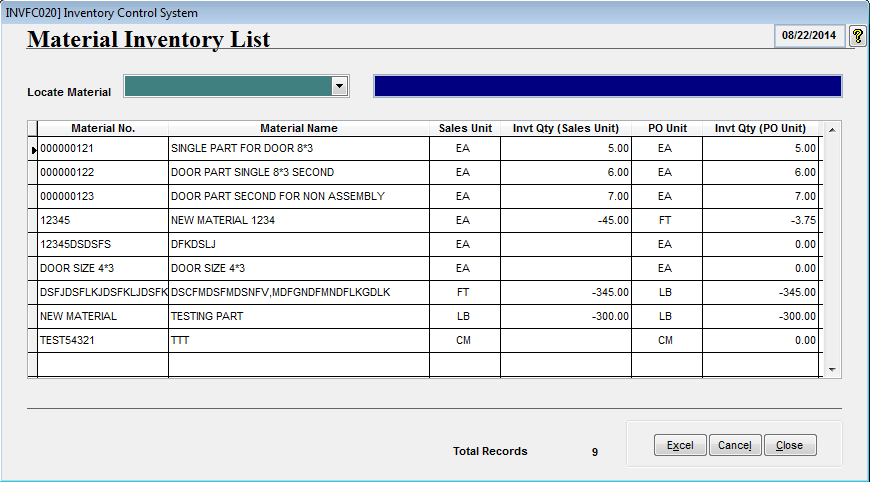 INVFC020] Inventory Control System
Material Inventory List
08/22/2014 ?
Locate Material
Material No. Material Name Sales Unit Invt Qty (Sales Unit) PO Unit Invt Qty (PO Unit)
000000121 SINGLE PART FOR DOOR 8*3 EA 5.00 EA 5.00
000000122 DOOR PART SINGLE 8*3 SECOND EA 6.00 EA 6.00
000000123 DOOR PART SECOND FOR NON ASSEMBLY EA 7.00 EA 7.00
12345 NEW MATERIAL 1234 EA -45.00 FT -3.75
12345DSDSFS DFKDSLJ EA EA 0.00
DOOR SIZE 4*3 DOOR SIZE 4*3 EA EA 0.00
DSFJDSFLKJDSFKLJDSFK DSCFMDSFMDSNFV,MDFGNDFMNDFLKGDLK FT -345.00 LB -345.00
NEW MATERIAL TESTING PART LB -300.00 LB -300.00
TEST54321 TTT CM CM 0.00
Total Records 9
Excel Cancel Close